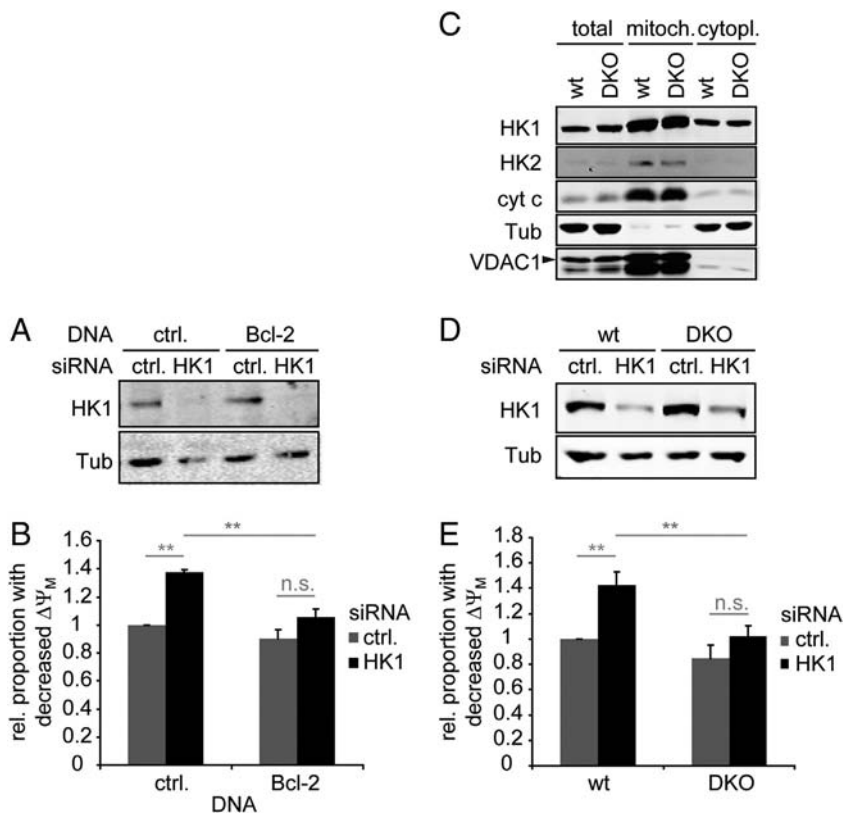 C
total mitoch. cytopl.
wt DKO wt DKO wt DKO
HK1
HK2
cyt c
Tub
VDAC1
A
DNA ctrl. Bcl-2
siRNA ctrl. HK1 ctrl. HK1
HK1
Tub
D
wt DKO
siRNA ctrl. HK1 ctrl. HK1
HK1
Tub
B
rel. proportion with
decreased ΔΨM
1.6
1.4
1.2
1
0.8
0.6
0.4
0.2
0
**
**
n.s.
siRNA
ctrl.
HK1
ctrl. Bcl-2
DNA
E
rel. proportion with
decreased ΔΨM
1.8
1.6
1.4
1.2
1
0.8
0.6
0.4
0.2
0
**
**
n.s.
siRNA
ctrl.
HK1
wt DKO